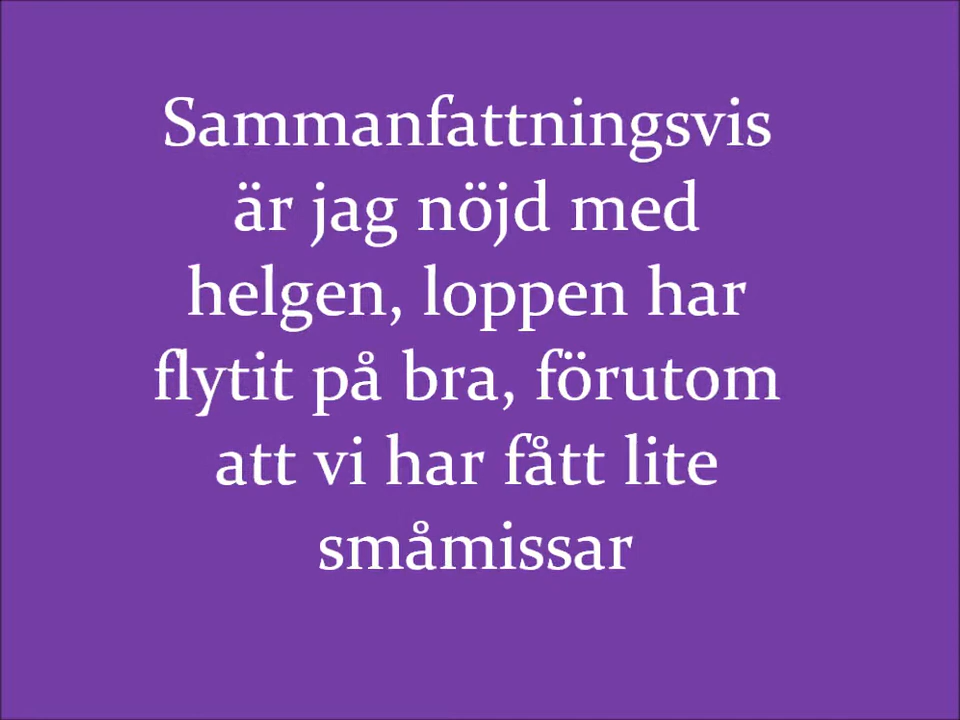 Sammanfattningsvis
är jag nöjd med
helgen, loppen har
flytit på bra, förutom
att vi har fått lite
småmissar